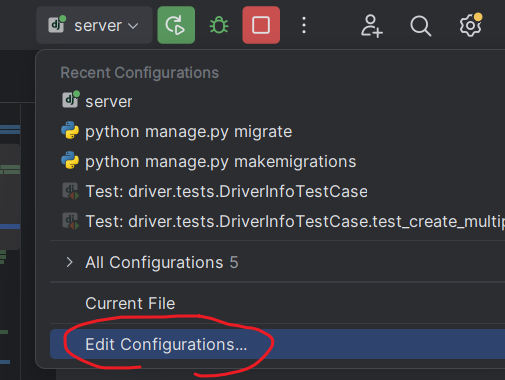 server
Recent Configurations
server
python manage.py migrate
python manage.py makemigrations
Test: driver.tests.DriverInfoTestCase
Test: driver.tests.DriverInfoTestCase.test_create_multip
All Configurations 5
Current File
Edit Configurations...